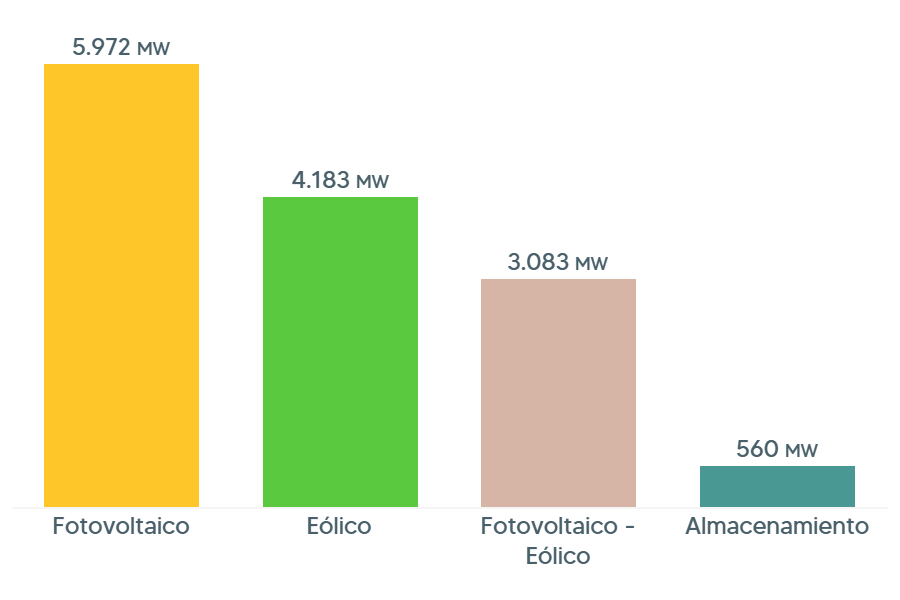 5.972 MW
4.183 MW
3.083 MW
560 MW
Fotovoltaico
Eólico
Fotovoltaico -
Eólico
Almacenamiento